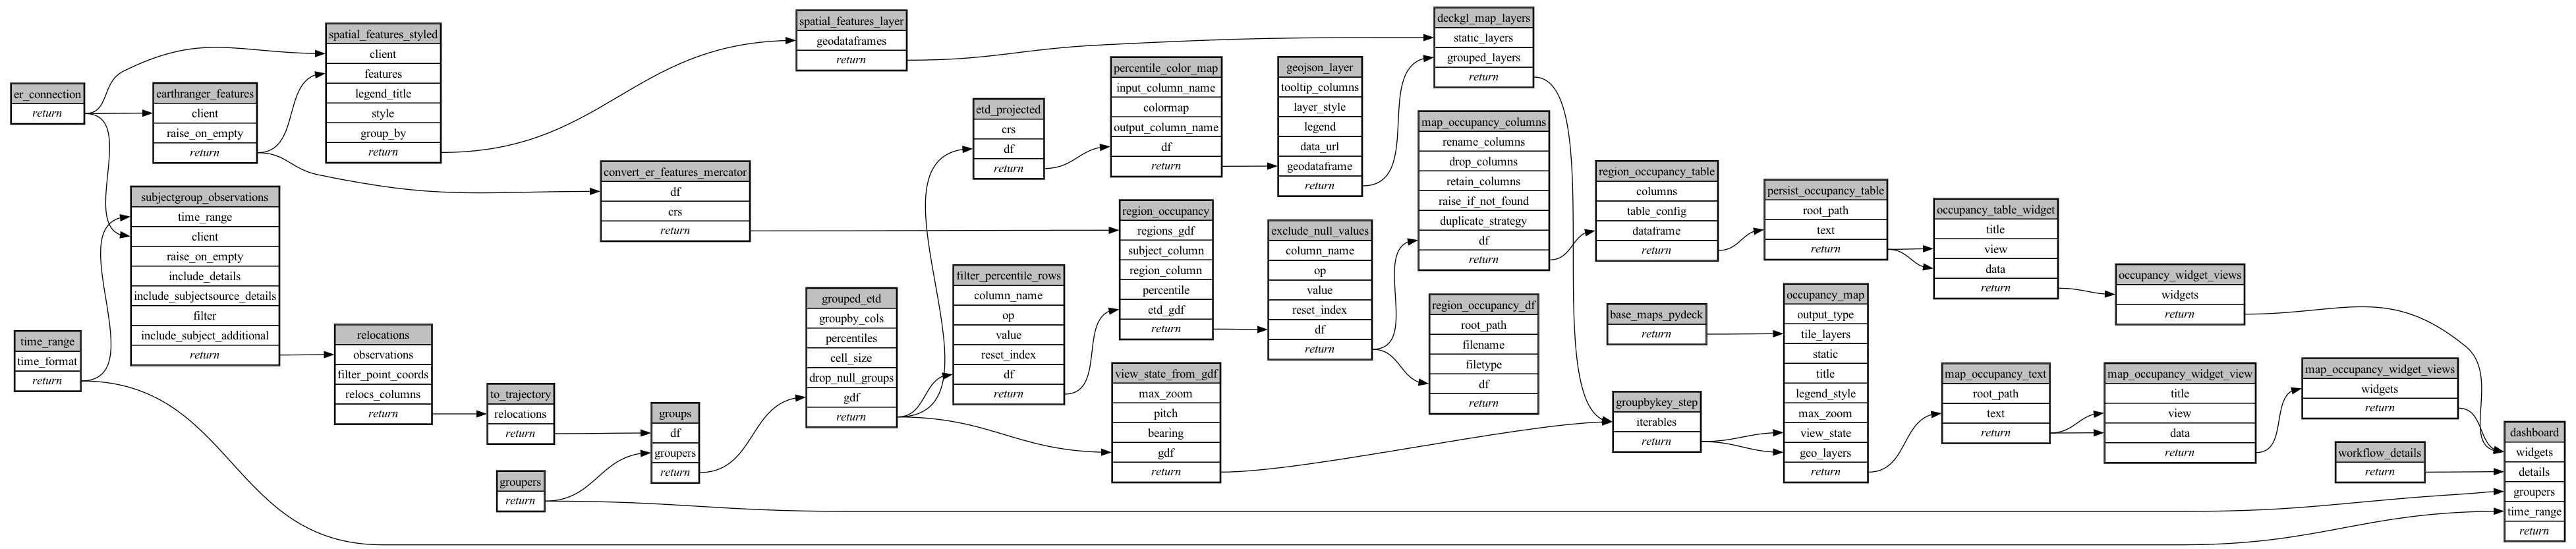 er_connection
return
time_range
time_format
return
earthranger_features
client
raise_on_empty
return
subjectgroup_observations
time_range
client
raise_on_empty
include_details
include_subjectsource_details
filter
include_subject_additional
return
spatial_features_styled
client
features
legend_title
style
group_by
return
relocations
observations
filter_point_coords
relocs_columns
return
to_trajectory
relocations
return
groupers
return
convert_er_features_mercator
df
crs
return
groups
df
groupers
return
spatial_features_layer
geodataframes
return
grouped_etd
groupby_cols
percentiles
cell_size
drop_null_groups
gdf
return
etd_projected
crs
df
return
filter_percentile_rows
column_name
op
value
reset_index
df
return
percentile_color_map
input_column_name
colormap
output_column_name
df
return
region_occupancy
regions_gdf
subject_column
region_column
percentile
etd_gdf
return
view_state_from_gdf
max_zoom
pitch
bearing
gdf
return
geojson_layer
tooltip_columns
layer_style
legend
data_url
geodataframe
return
exclude_null_values
column_name
op
value
reset_index
df
return
deckgl_map_layers
static_layers
grouped_layers
return
map_occupancy_columns
rename_columns
drop_columns
retain_columns
raise_if_not_found
duplicate_strategy
df
return
region_occupancy_df
root_path
filename
filetype
df
return
region_occupancy_table
columns
table_config
dataframe
return
base_maps_pydeck
return
groupbykey_step
iterables
return
persist_occupancy_table
root_path
text
return
occupancy_map
output_type
tile_layers
static
title
legend_style
max_zoom
view_state
geo_layers
return
occupancy_table_widget
title
view
data
return
map_occupancy_text
root_path
text
return
occupancy_widget_views
widgets
return
map_occupancy_widget_view
title
view
data
return
map_occupancy_widget_views
widgets
return
workflow_details
return
dashboard
widgets
details
groupers
time_range
return